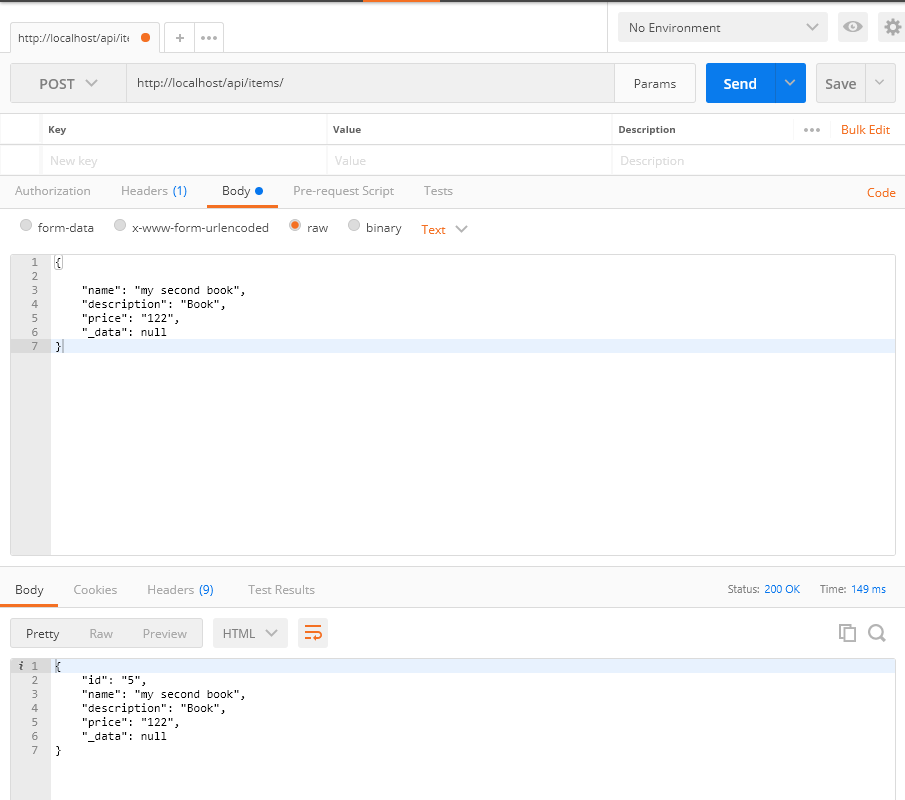 http://localhost/api/ite
+
No Environment
POST
http://localhost/api/items/
Params
Send
Save
Key Value Description
Bulk Edit
New key Value Description
Authorization Headers (1) Body Pre-request Script Tests
Code
form-data x-www-form-urlencoded raw binary Text
1 {
2
3 "name": "my second book",
4 "description": "Book",
5 "price": "122",
6 "_data": null
7 }
Body Cookies Headers (9) Test Results
Status: 200 OK Time: 149 ms
Pretty Raw Preview HTML
i 1 {
2 "id": "5",
3 "name": "my second book",
4 "description": "Book",
5 "price": "122",
6 "_data": null
7 }